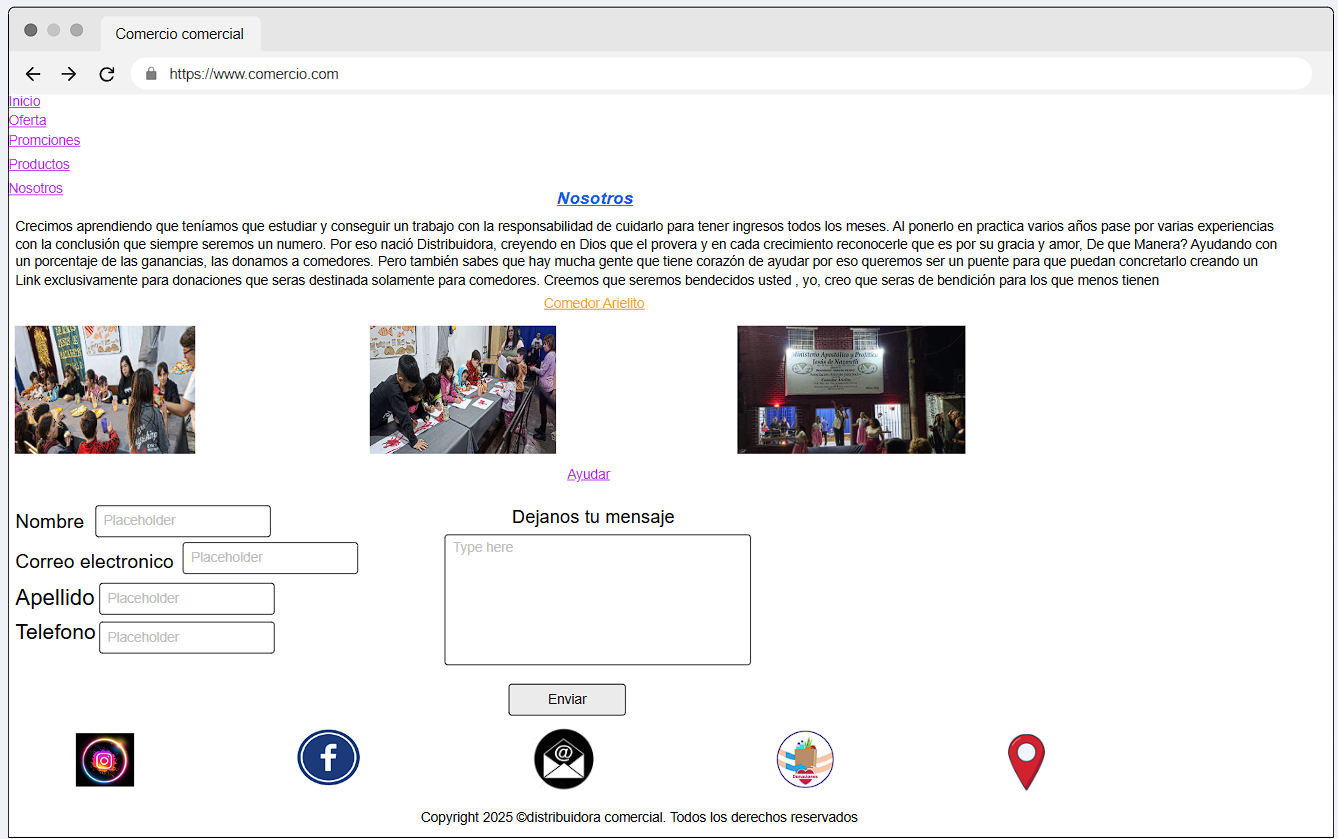 Comercio comercial
https://www.comercio.com
Inicio
Oferta
Promciones
Productos
Nosotros
Nosotros
Crecimos aprendiendo que teníamos que estudiar y conseguir un trabajo con la responsabilidad de cuidarlo para tener ingresos todos los meses. Al ponerlo en practica varios años pase por varias experiencias
con la conclusión que siempre seremos un numero. Por eso nació Distribuidora, creyendo en Dios que el provera y en cada crecimiento reconocerle que es por su gracia y amor, De que Manera? Ayudando con
un porcentaje de las ganancias, las donamos a comedores. Pero también sabes que hay mucha gente que tiene corazón de ayudar por eso queremos ser un puente para que puedan concretarlo creando un
Link exclusivamente para donaciones que seras destinada solamente para comedores. Creemos que seremos bendecidos usted , yo, creo que seras de bendición para los que menos tienen
Comedor Arielito
Ministerio Apostólico y Profético
Jesús de Nazareth
Comedor Arielito
Ayudar
Nombre Placeholder
Correo electronico Placeholder
Apellido Placeholder
Telefono Placeholder
Dejanos tu mensaje
Type here
Enviar
Donaciones
Copyright 2025 ©distribuidora comercial. Todos los derechos reservados